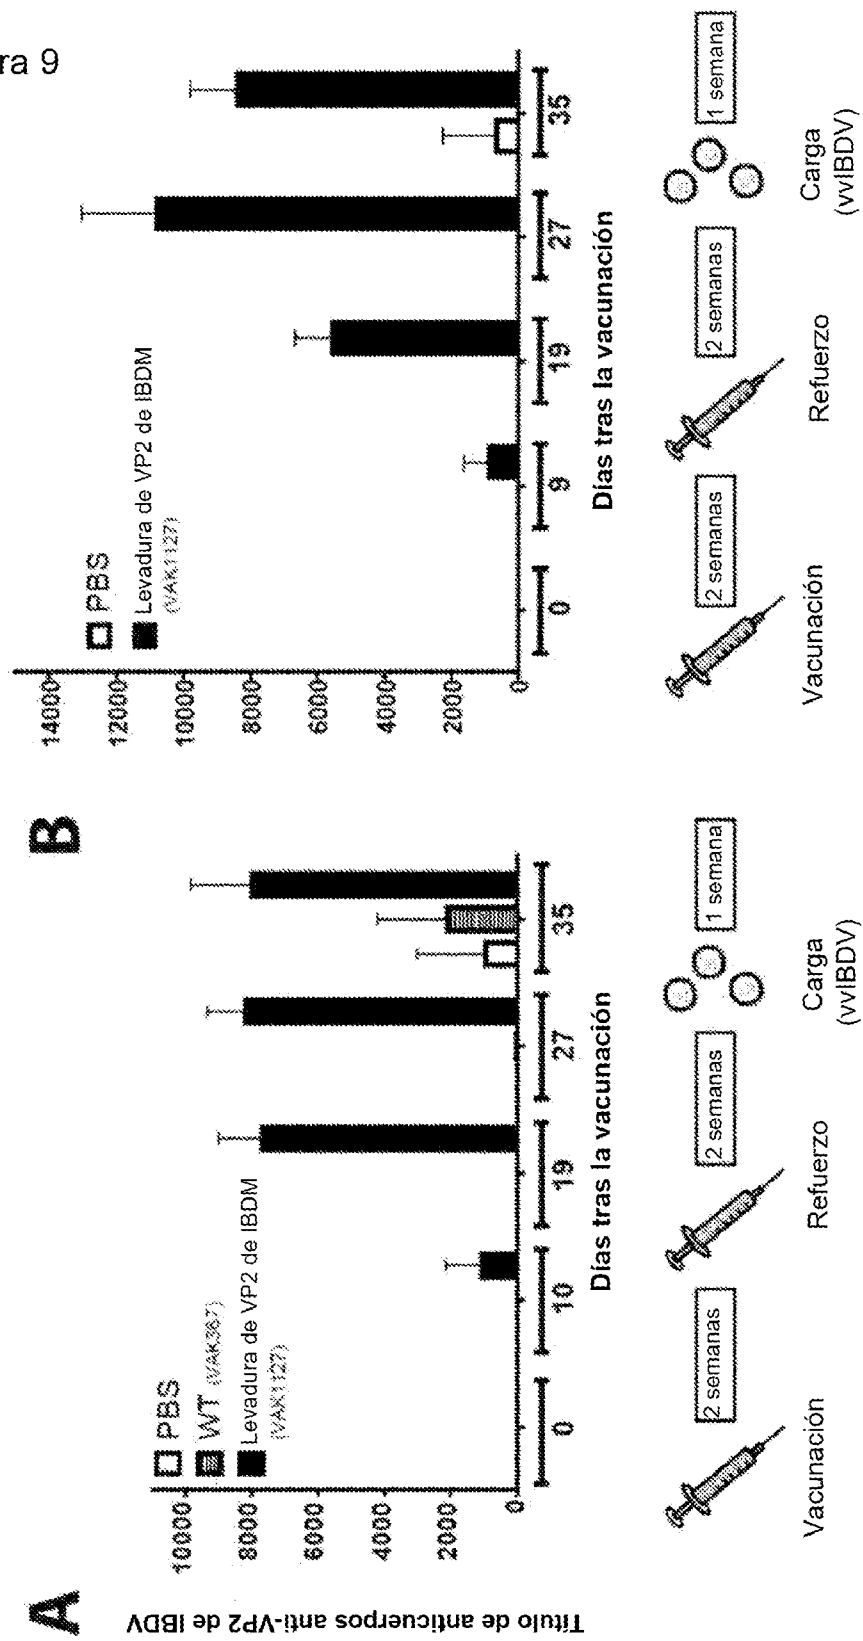 ra 9
A
Título de anticuerpos anti-VP2 de IBDV
10000
8000
6000
4000
2000
0
PBS
WT (VAK367)
Levadura de VP2 de IBDM
(VAK1127)
0
10
19
27
35
Días tras la vacunación
2 semanas
2 semanas
1 semana
Vacunación
Refuerzo
Carga
(vvIBDV)
B
14000
12000
10000
8000
6000
4000
2000
0
PBS
Levadura de VP2 de IBDM
(VAK1127)
0
9
19
27
35
Días tras la vacunación
2 semanas
2 semanas
1 semana
Vacunación
Refuerzo
Carga
(vvIBDV)